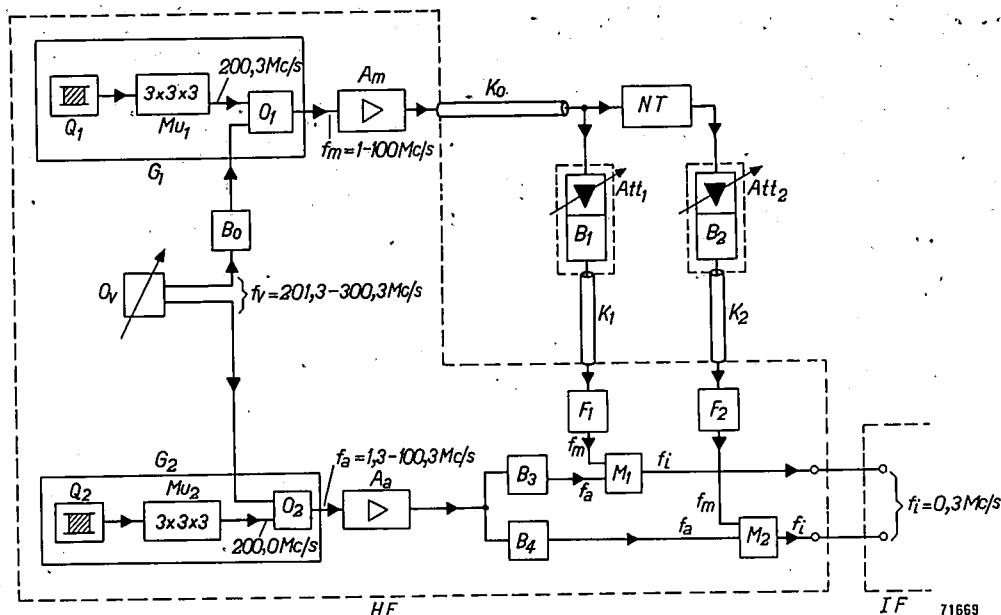 200,3 Mc/s
Am
3x3x3
O1
K0
NT
Q1
Mu1
fm=1-100Mc/s
G1
Att1
Att2
B0
B1
B2
Ov
fv=201,3-300,3Mc/s
K1
K2
F1
F2
G2
fa=1,3-100,3Mc/s
fm
Q2
Mu2
Aa
B3
fa
M1
fi
3x3x3
O2
fm
fi=0,3Mc/s
200,0Mc/s
B4
fa
M2
fi
HF
IF
71669